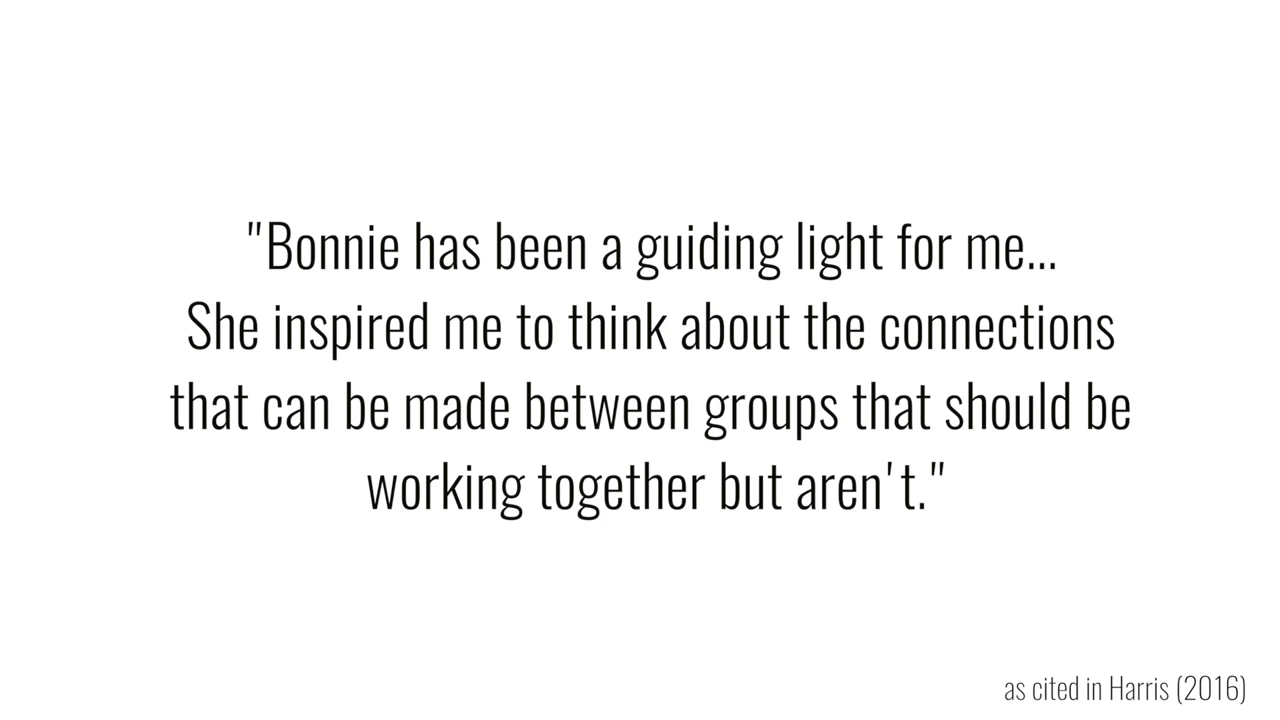 "Bonnie has been a guiding light for me...
She inspired me to think about the connections
that can be made between groups that should be
working together but aren't."
as cited in Harris (2016)